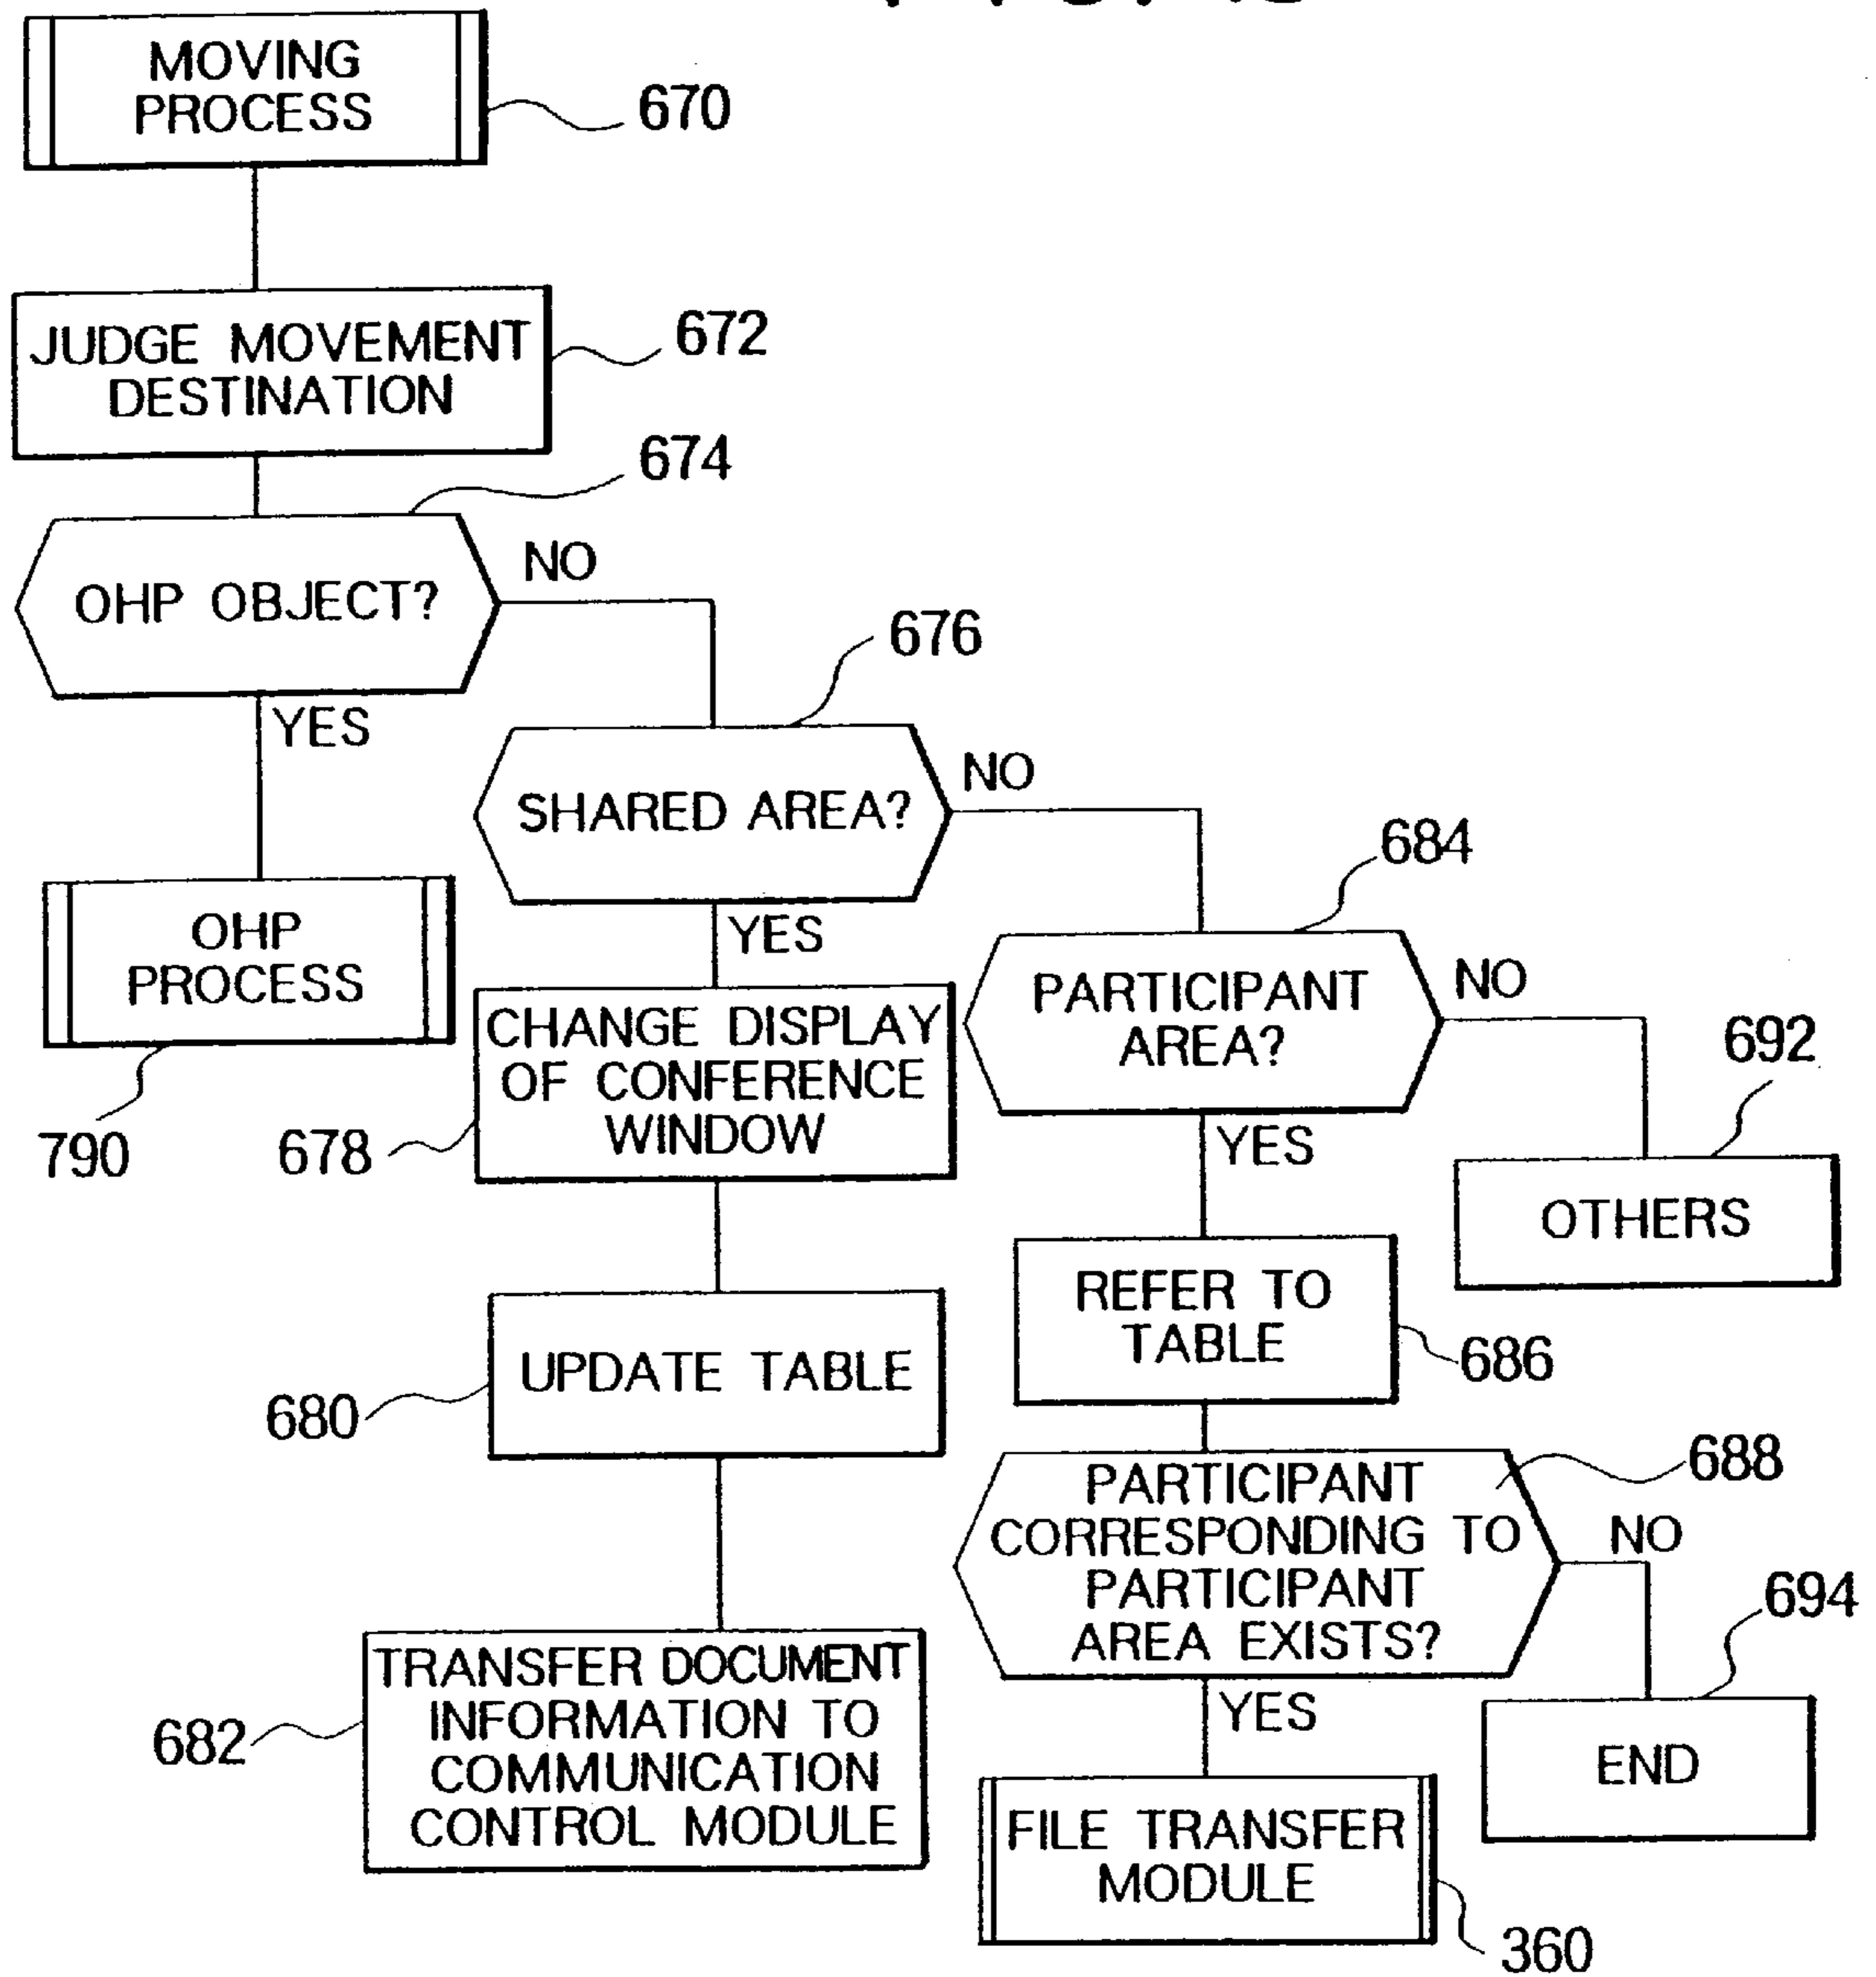 MOVING
PROCESS
670
JUDGE MOVEMENT
DESTINATION
672
674
OHP OBJECT?
NO
YES
676
SHARED AREA?
NO
YES
684
OHP
PROCESS
790
CHANGE DISPLAY
OF CONFERENCE
WINDOW
678
PARTICIPANT
AREA?
NO
YES
692
OTHERS
REFER TO
TABLE
686
UPDATE TABLE
680
PARTICIPANT
CORRESPONDING TO
PARTICIPANT
AREA EXISTS?
688
NO
YES
694
END
TRANSFER DOCUMENT
INFORMATION TO
COMMUNICATION
CONTROL MODULE
682
FILE TRANSFER
MODULE
360